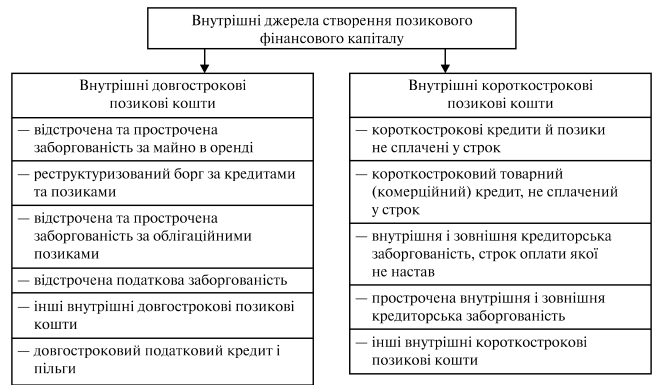 Внутрішні джерела створення позикового
фінансового капіталу
Внутрішні довгострокові
позикові кошти
— відстрочена та прострочена
заборгованість за майно в оренді
— реструктуризований борг за кредитами
та позиками
— відстрочена та прострочена
заборгованість за облігаційними
позиками
— відстрочена податкова заборгованість
— інші внутрішні довгострокові позикові
кошти
— довгостроковий податковий кредит і
пільги
Внутрішні короткострокові
позикові кошти
— короткострокові кредити й позики
не сплачені у строк
— короткостроковий товарний
(комерційний) кредит, не сплачений
у строк
— внутрішня і зовнішня кредиторська
заборгованість, строк оплати якої
не настав
— прострочена внутрішня і зовнішня
кредиторська заборгованість
— інші внутрішні короткострокові
позикові кошти